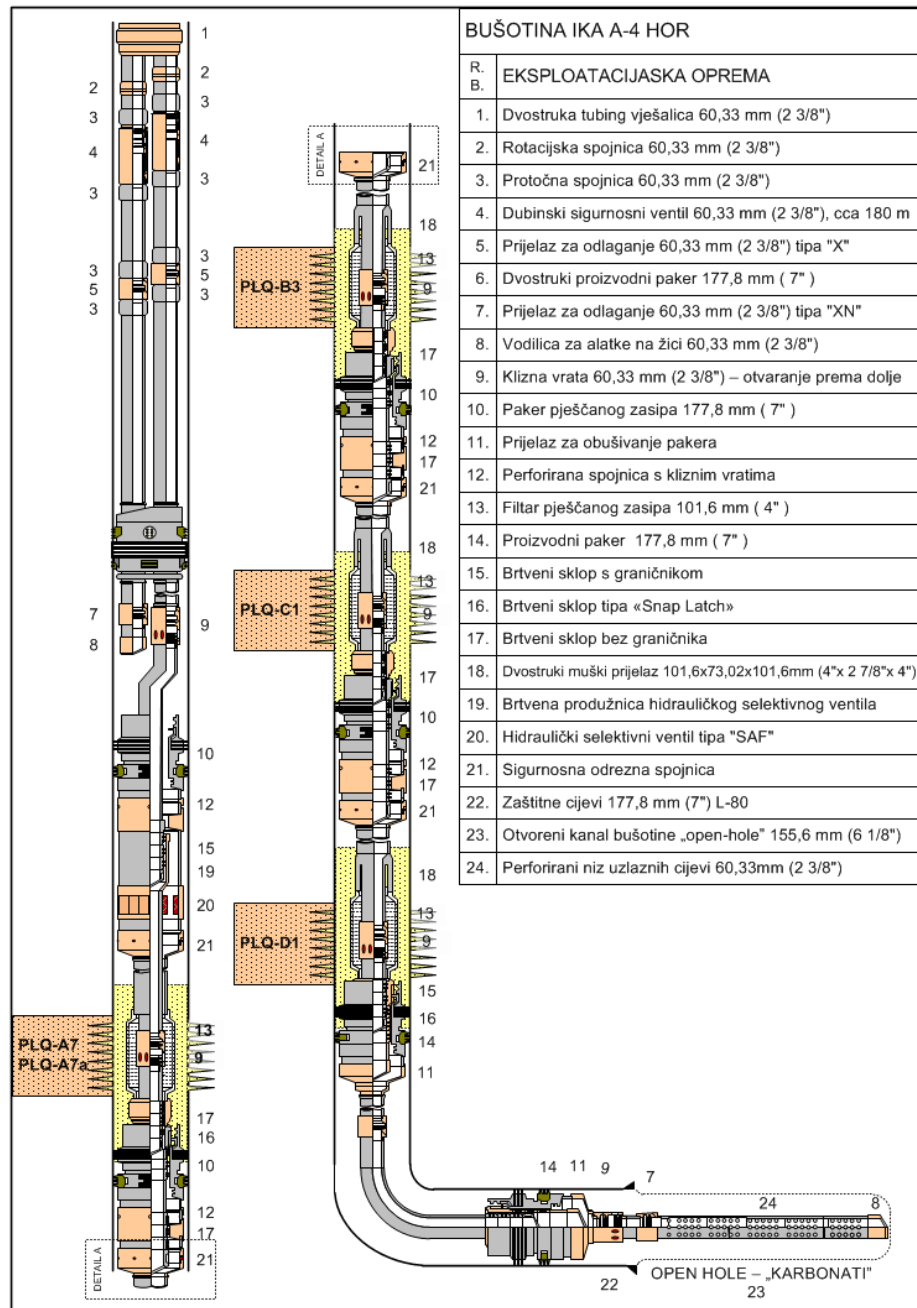 BUŠOTINA IKA A-4 HOR
R. B. EKSPLOATACIJASKA OPREMA
1. Dvostruka tubing vješalica 60,33 mm (2 3/8")
2. Rotacijska spojnica 60,33 mm (2 3/8")
3. Protočna spojnica 60,33 mm (2 3/8")
4. Dubinski sigurnosni ventil 60,33 mm (2 3/8"), cca 180 m
5. Prijelaz za odlaganje 60,33 mm (2 3/8") tipa "X"
6. Dvostruki proizvodni paker 177,8 mm ( 7" )
7. Prijelaz za odlaganje 60,33 mm (2 3/8") tipa "XN"
8. Vodilica za alatke na žici 60,33 mm (2 3/8")
9. Klizna vrata 60,33 mm (2 3/8") – otvaranje prema dolje
10. Paker pješčanog zasipa 177,8 mm ( 7" )
11. Prijelaz za obušivanje pakera
12. Perforirana spojnica s kliznim vratima
13. Filtar pješčanog zasipa 101,6 mm ( 4" )
14. Proizvodni paker 177,8 mm ( 7" )
15. Brtveni sklop s graničnikom
16. Brtveni sklop tipa «Snap Latch»
17. Brtveni sklop bez graničnika
18. Dvostruki muški prijelaz 101,6x73,02x101,6mm (4"x 2 7/8"x 4")
19. Brtvena produžnica hidrauličkog selektivnog ventila
20. Hidraulički selektivni ventil tipa "SAF"
21. Sigurnosna odrezna spojnica
22. Zaštitne cijevi 177,8 mm (7") L-80
23. Otvoreni kanal bušotine „open-hole" 155,6 mm (6 1/8")
24. Perforirani niz uzlaznih cijevi 60,33mm (2 3/8")
1
2
2
3
3
4
4
3
3
3
3
5
5
3
3
7
9
8
10
12
15
19
20
21
PLQ-A7
PLQ-A7a
13
9
17
16
10
12
17
21
DETAIL A
DETAIL A
21
18
PLQ-B3
13
9
17
10
12
17
21
18
PLQ-C1
13
9
17
10
12
17
21
18
PLQ-D1
13
9
15
16
14
11
14 11 9 7
24 8
22
OPEN HOLE – „KARBONATI"
23